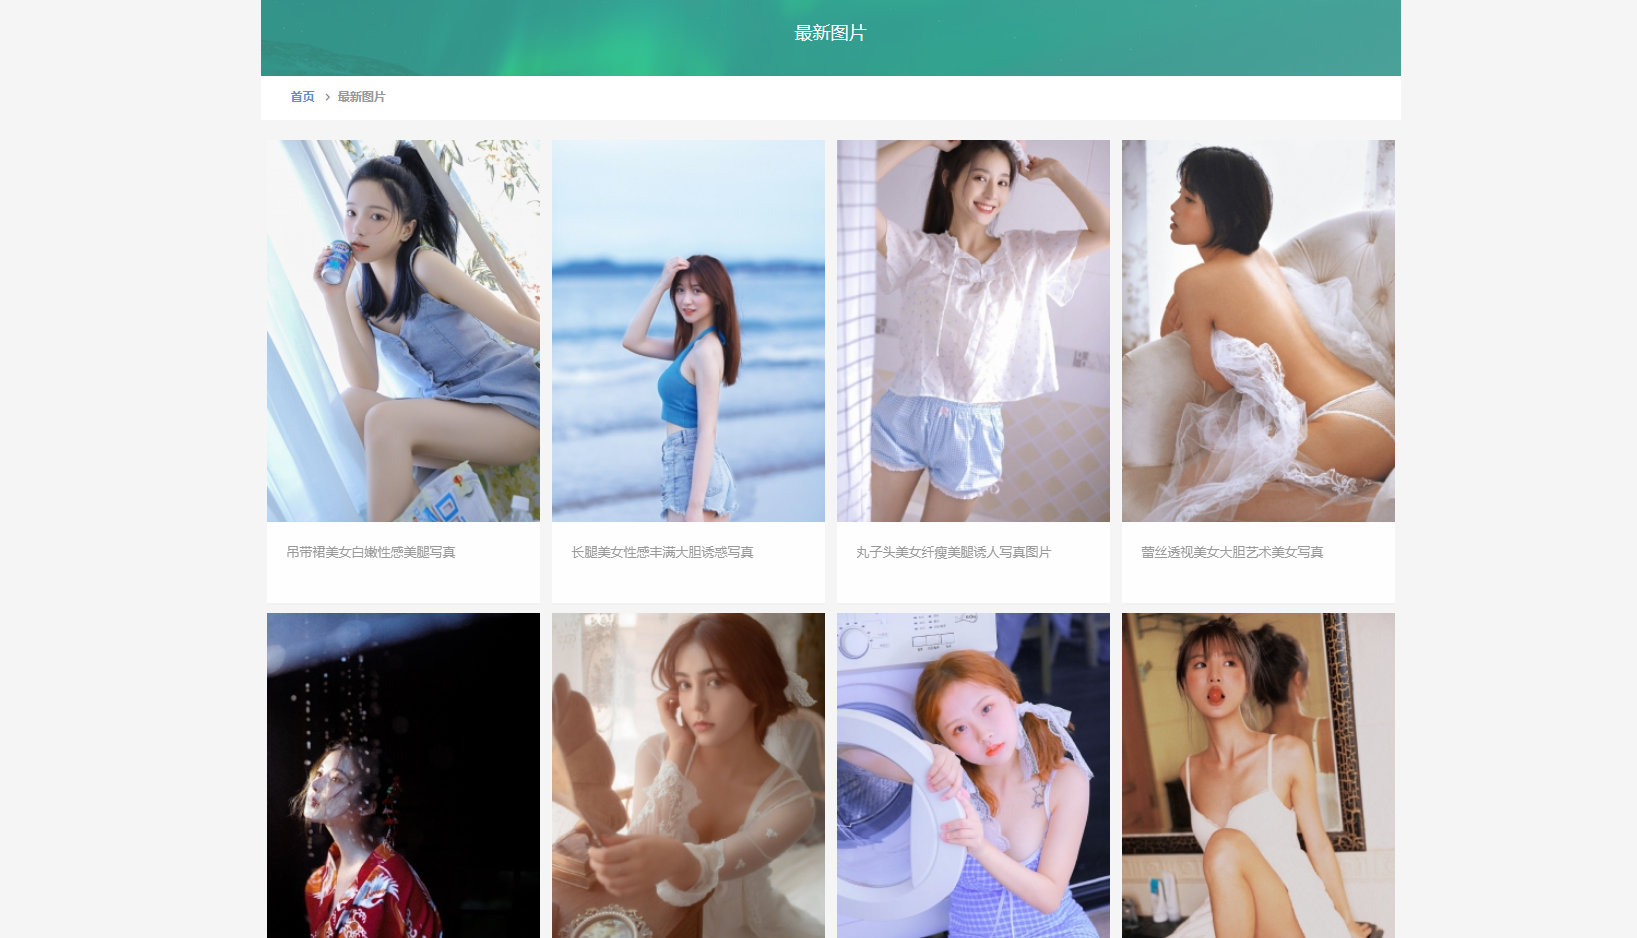 最新图片
首页 > 最新图片
吊带裙美女白嫩性感美腿写真
长腿美女性感丰满大胆诱惑写真
丸子头美女纤瘦美腿诱人写真图片
蕾丝透视美女大胆艺术美女写真